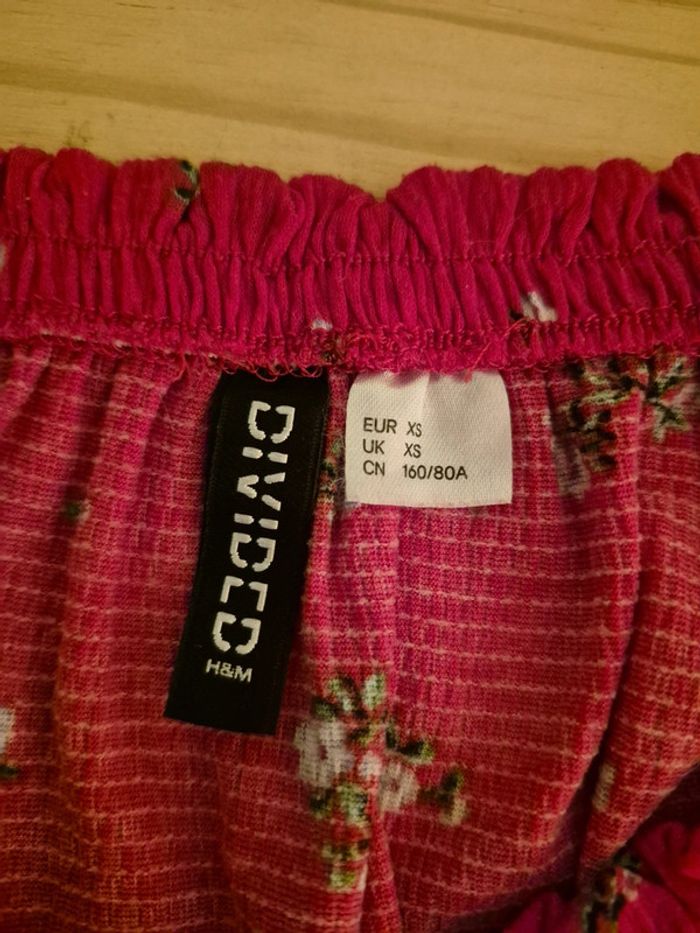 DIVIDED
H&M
EUR XS
UK XS
CN 160/80A